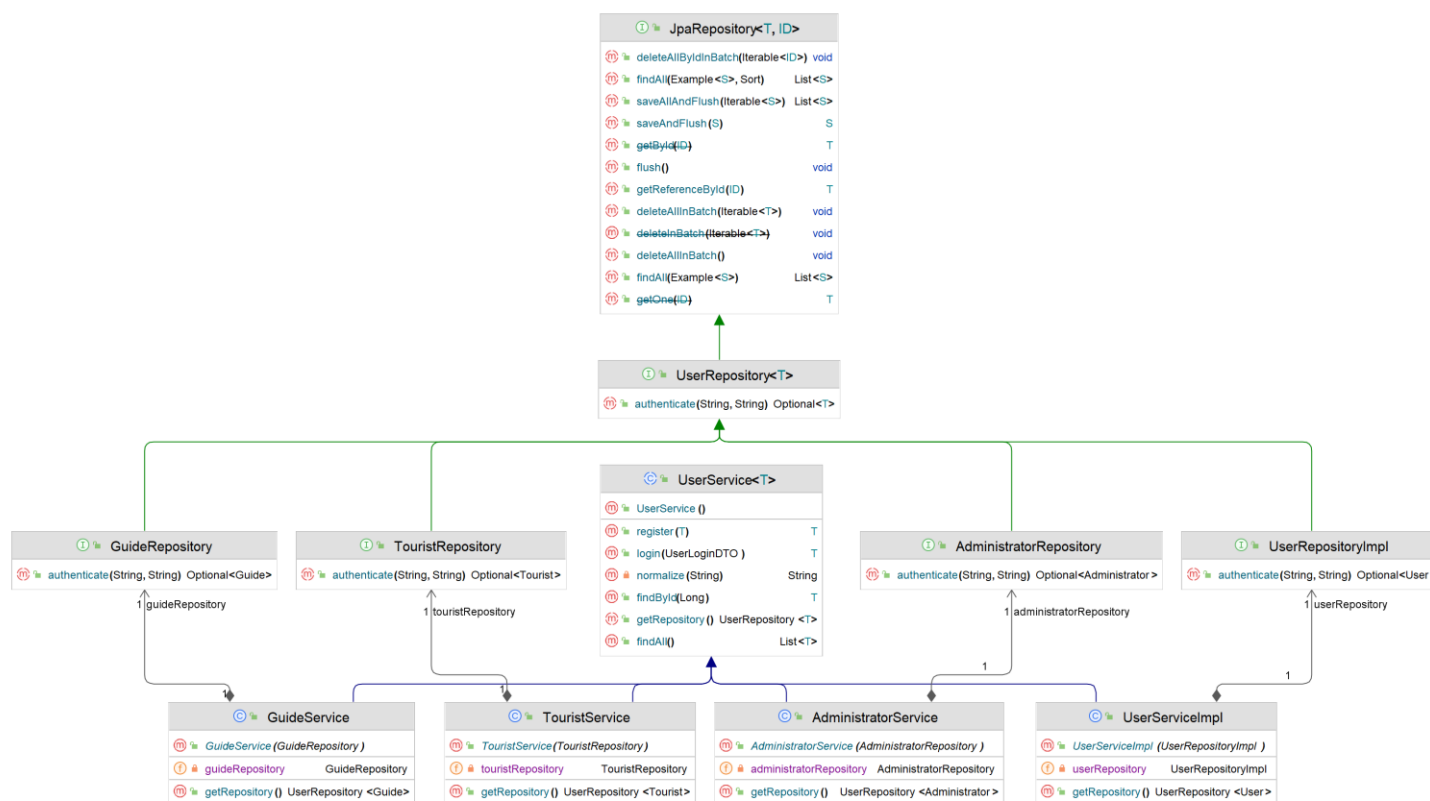 JpaRepository<T, ID>
deleteAllByIdInBatch(Iterable<ID>) void
findAll(Example<S>, Sort) List<S>
saveAllAndFlush(Iterable<S>) List<S>
saveAndFlush(S) S
getById(ID) T
flush() void
getReferenceById(ID) T
deleteAllInBatch(Iterable<T>) void
deleteInBatch(Iterable<T>) void
deleteAllInBatch() void
findAll(Example<S>) List<S>
getOne(ID) T
UserRepository<T>
authenticate(String, String) Optional<T>
UserService<T>
UserService()
register(T) T
login(UserLoginDTO) T
normalize(String) String
findById(Long) T
getRepository() UserRepository<T>
findAll() List<T>
GuideRepository
authenticate(String, String) Optional<Guide>
1 guideRepository
TouristRepository
authenticate(String, String) Optional<Tourist>
1 touristRepository
AdministratorRepository
authenticate(String, String) Optional<Administrator>
1 administratorRepository
UserRepositoryImpl
authenticate(String, String) Optional<User
1 userRepository
1
1
1
1
GuideService
GuideService(GuideRepository)
guideRepository GuideRepository
getRepository() UserRepository<Guide>
TouristService
TouristService(TouristRepository)
touristRepository TouristRepository
getRepository() UserRepository<Tourist>
AdministratorService
AdministratorService(AdministratorRepository)
administratorRepository AdministratorRepository
getRepository() UserRepository<Administrator>
UserServiceImpl
UserServiceImpl(UserRepositoryImpl)
userRepository UserRepositoryImpl
getRepository() UserRepository<User>